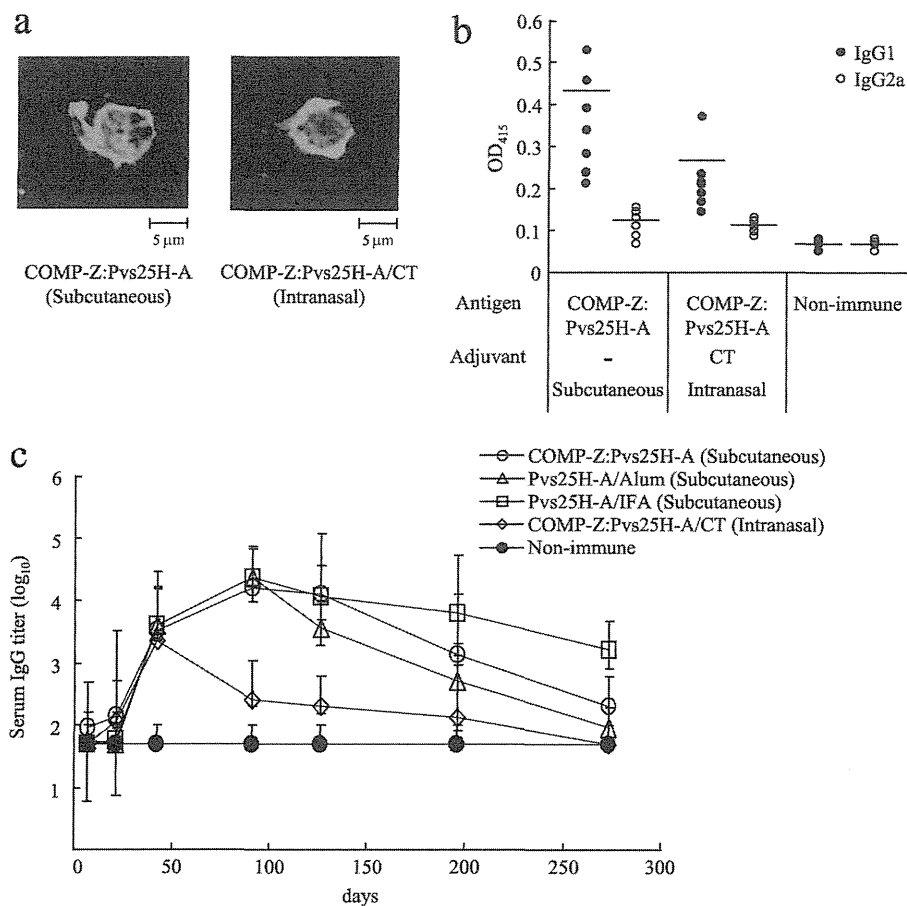 a
5 μm
5 μm
COMP-Z:Pvs25H-A
(Subcutaneous)
COMP-Z:Pvs25H-A/CT
(Intranasal)
b
0.6
0.5
0.4
0.3
0.2
0.1
0
OD415
IgG1
IgG2a
Antigen
COMP-Z:
Pvs25H-A
COMP-Z:
Pvs25H-A
Non-immune
Adjuvant
-
CT
Subcutaneous
Intranasal
c
COMP-Z:Pvs25H-A (Subcutaneous)
Pvs25H-A/Alum (Subcutaneous)
Pvs25H-A/IFA (Subcutaneous)
COMP-Z:Pvs25H-A/CT (Intranasal)
Non-immune
Serum IgG titer (log10)
6
5
4
3
2
1
0 50 100 150 200 250 300
days